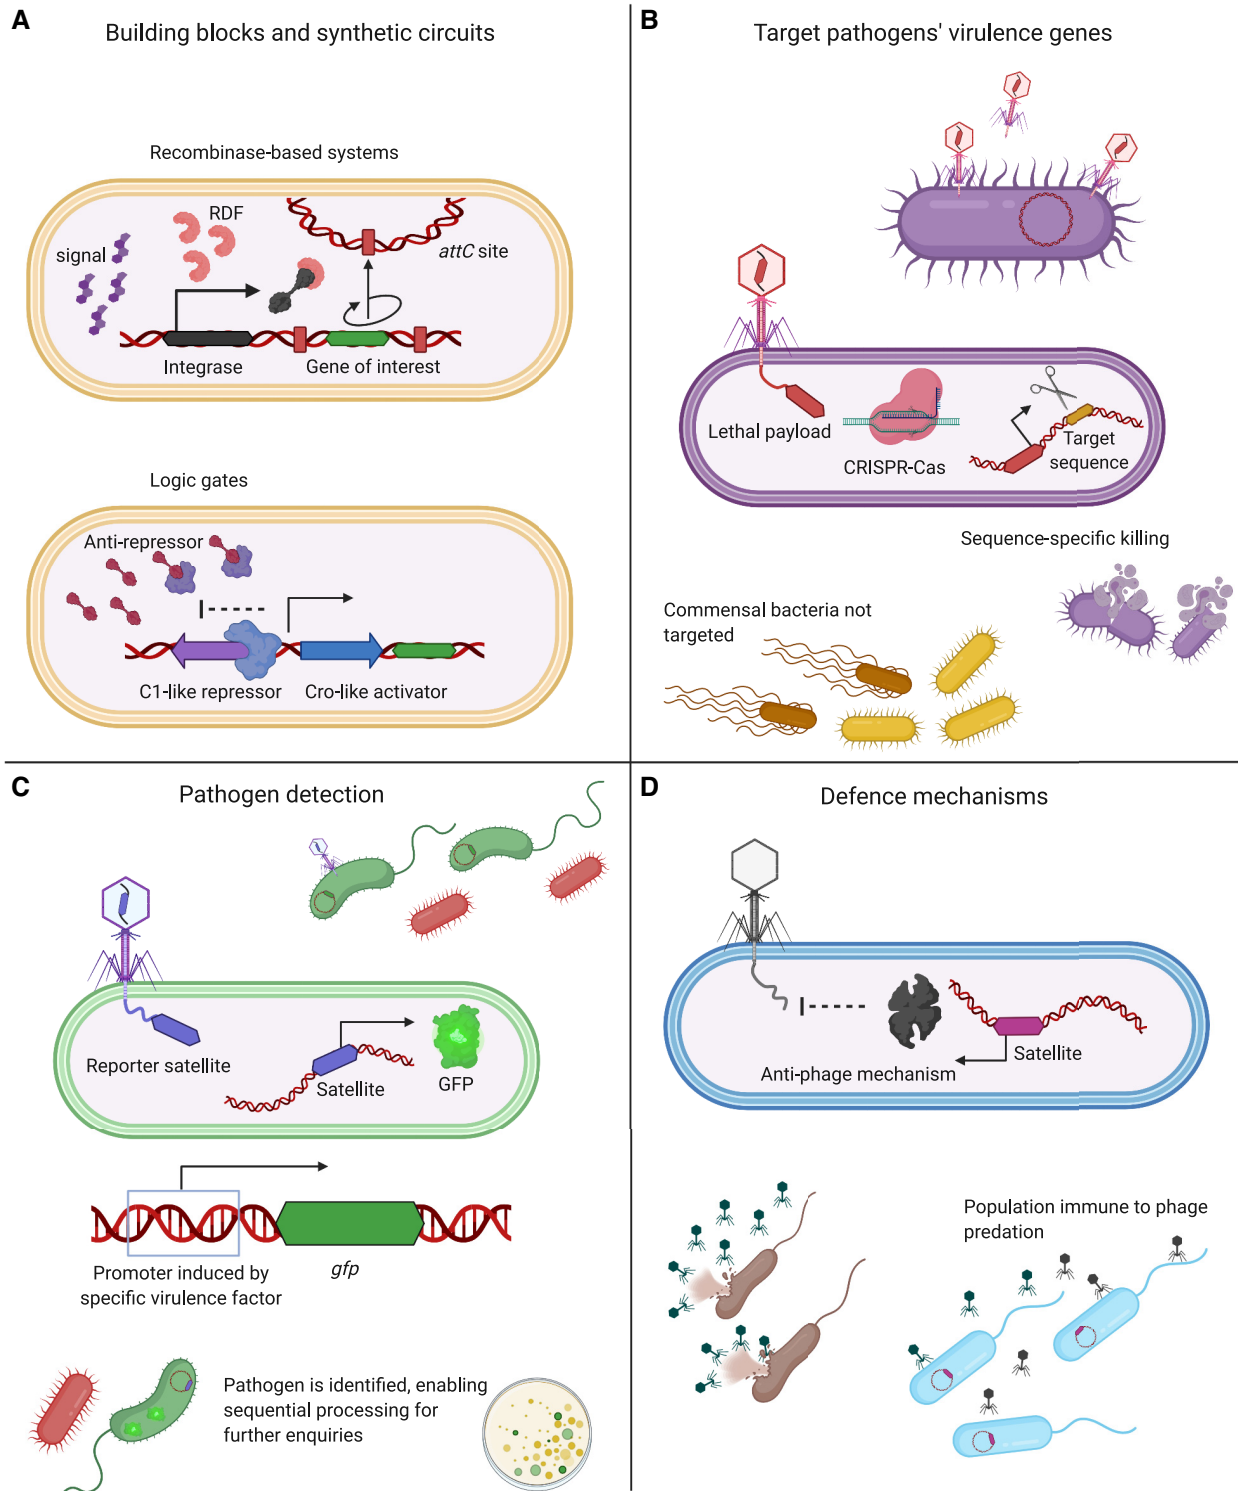 A
Building blocks and synthetic circuits
Recombinase-based systems
RDF
signal
attC site
Integrase
Gene of interest
Logic gates
Anti-repressor
C1-like repressor
Cro-like activator
B
Target pathogens' virulence genes
Lethal payload
CRISPR-Cas
Target
sequence
Sequence-specific killing
Commensal bacteria not
targeted
C
Pathogen detection
Reporter satellite
Satellite
GFP
Promoter induced by
specific virulence factor
gfp
Pathogen is identified, enabling
sequential processing for
further enquiries
D
Defence mechanisms
Satellite
Anti-phage mechanism
Population immune to phage
predation